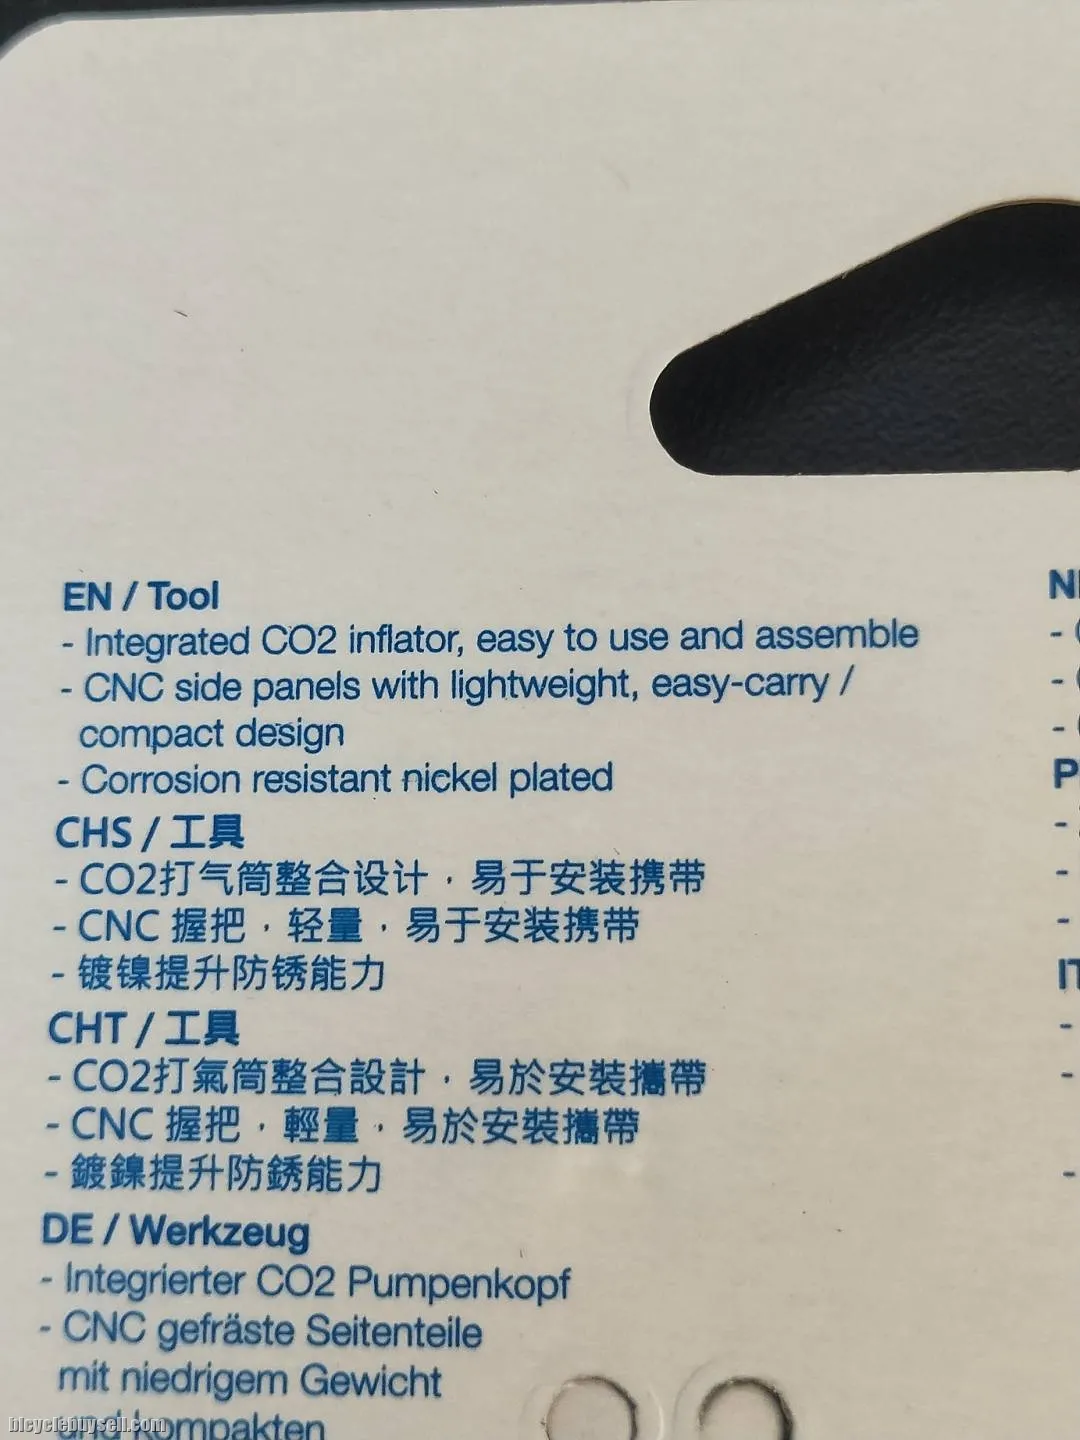 EN / Tool
- Integrated CO2 inflator, easy to use and assemble
- CNC side panels with lightweight, easy-carry /
compact design
- Corrosion resistant nickel plated
CHS / 工具
- CO2打气筒整合设计，易于安装携带
- CNC 握把，轻量，易于安装携带
- 镀镍提升防锈能力
CHT / 工具
- CO2打氣筒整合設計，易於安裝攜帶
- CNC 握把，輕量，易於安裝攜帶
- 鍍鎳提升防銹能力
DE / Werkzeug
- Integrierter CO2 Pumpenkopf
- CNC gefräste Seitenteile
mit niedrigem Gewicht
und kompakten
bicyclebuysell.com